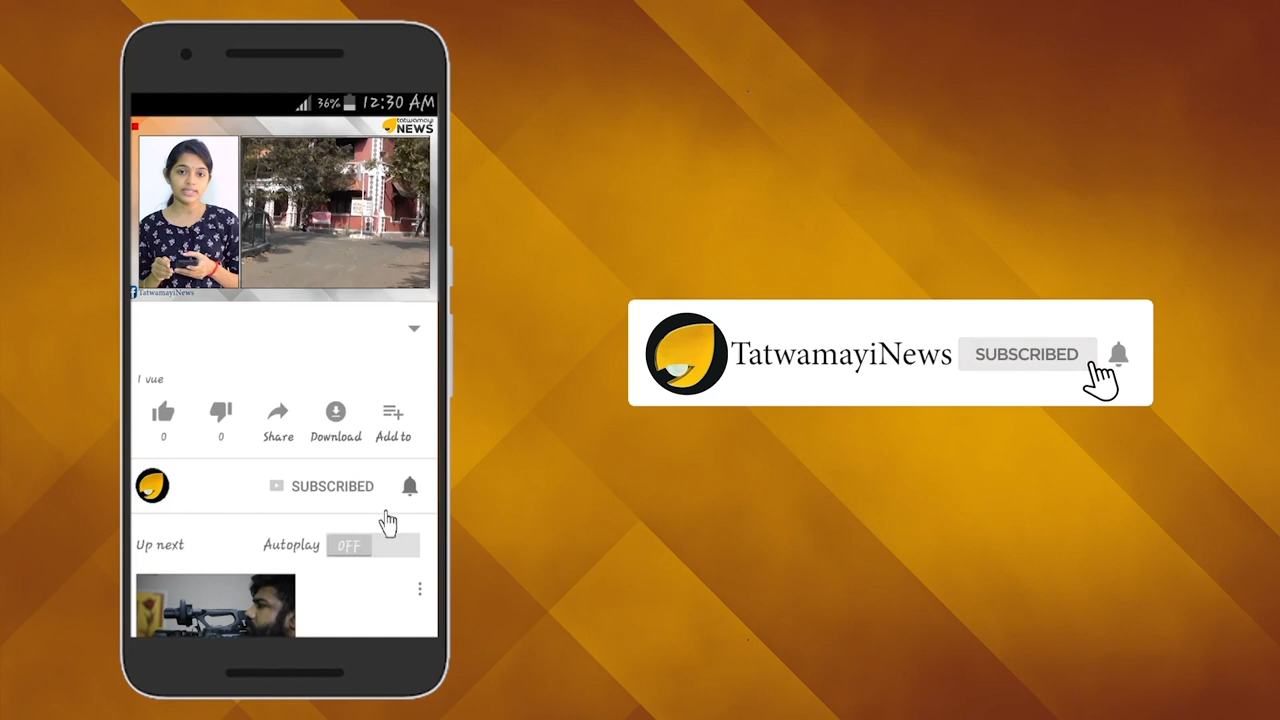 36% 12:30 AM
tatwamayi
NEWS
TatwamayiNews
1 vue
0 0 Share Download Add to
SUBSCRIBED
Up next Autoplay OFF
TatwamayiNews SUBSCRIBED